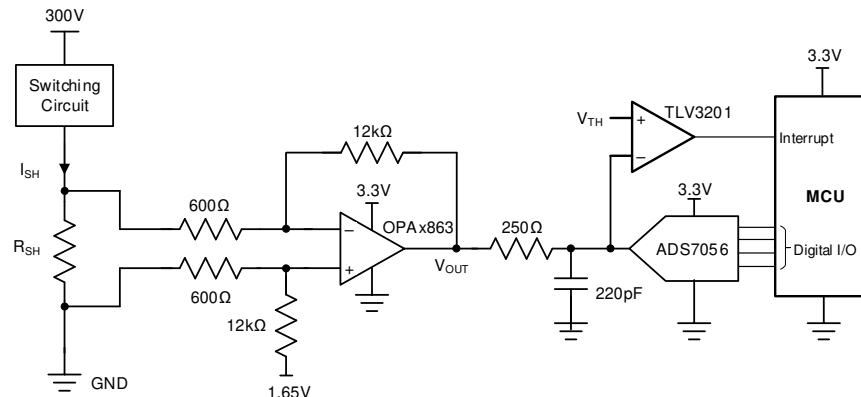 300V
Switching
Circuit
I_SH
R_SH
GND
600Ω
600Ω
12kΩ
12kΩ
1.65V
3.3V
OPAx863
−
+
V_OUT
250Ω
220pF
V_TH
+
−
TLV3201
3.3V
ADS7056
3.3V
Interrupt
MCU
Digital I/O